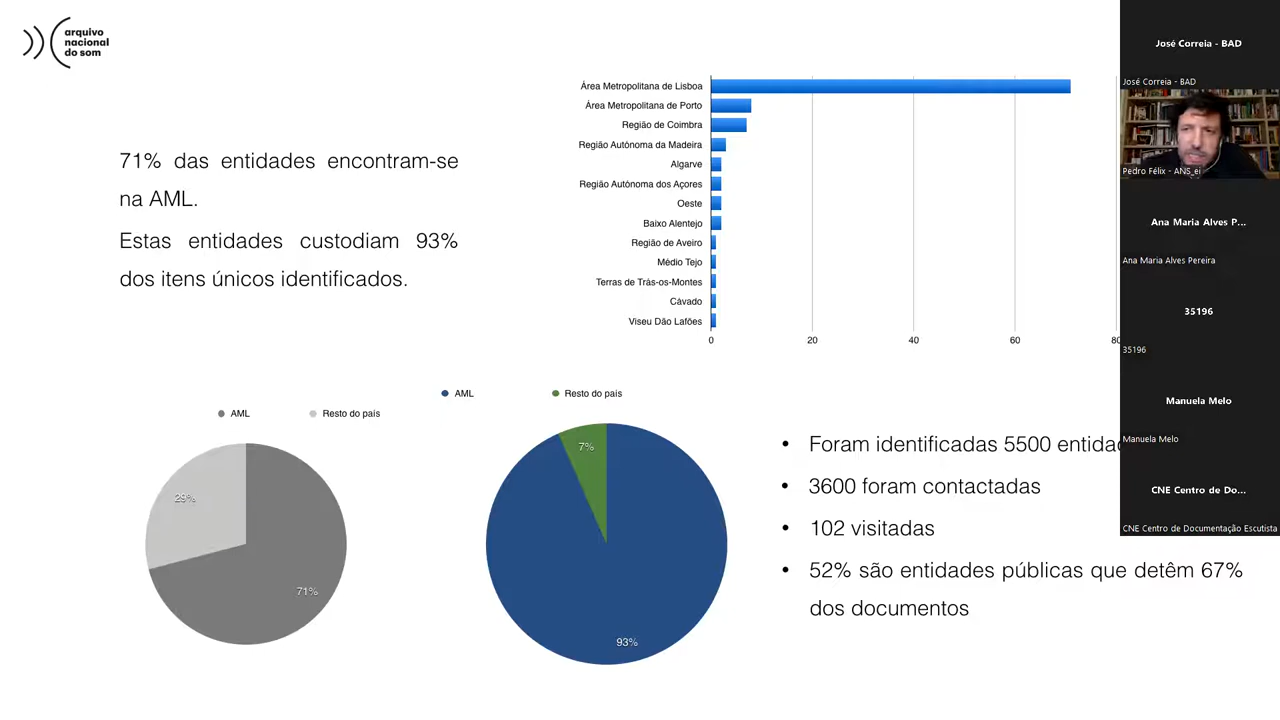 arquivo
nacional
do som
71% das entidades encontram-se
na AML.
Estas entidades custodiam 93%
dos itens únicos identificados.
Área Metropolitana de Lisboa
Área Metropolitana de Porto
Região de Coimbra
Região Autónoma da Madeira
Algarve
Região Autónoma dos Açores
Oeste
Baixo Alentejo
Região de Aveiro
Médio Tejo
Terras de Trás-os-Montes
Cávado
Viseu Dão Lafões
0 20 40 60 80
AML Resto do país
29%
71%
AML Resto do país
7%
93%
• Foram identificadas 5500
• 3600 foram contactadas
• 102 visitadas
• 52% são entidades públicas que detêm 67%
dos documentos
José Correia - BAD
José Correia - BAD
Pedro Félix - ANS_ei
Ana Maria Alves P...
Ana Maria Alves Pereira
35196
35196
Manuela Melo
Manuela Melo
CNE Centro de Do...
CNE Centro de Documentação Escutista